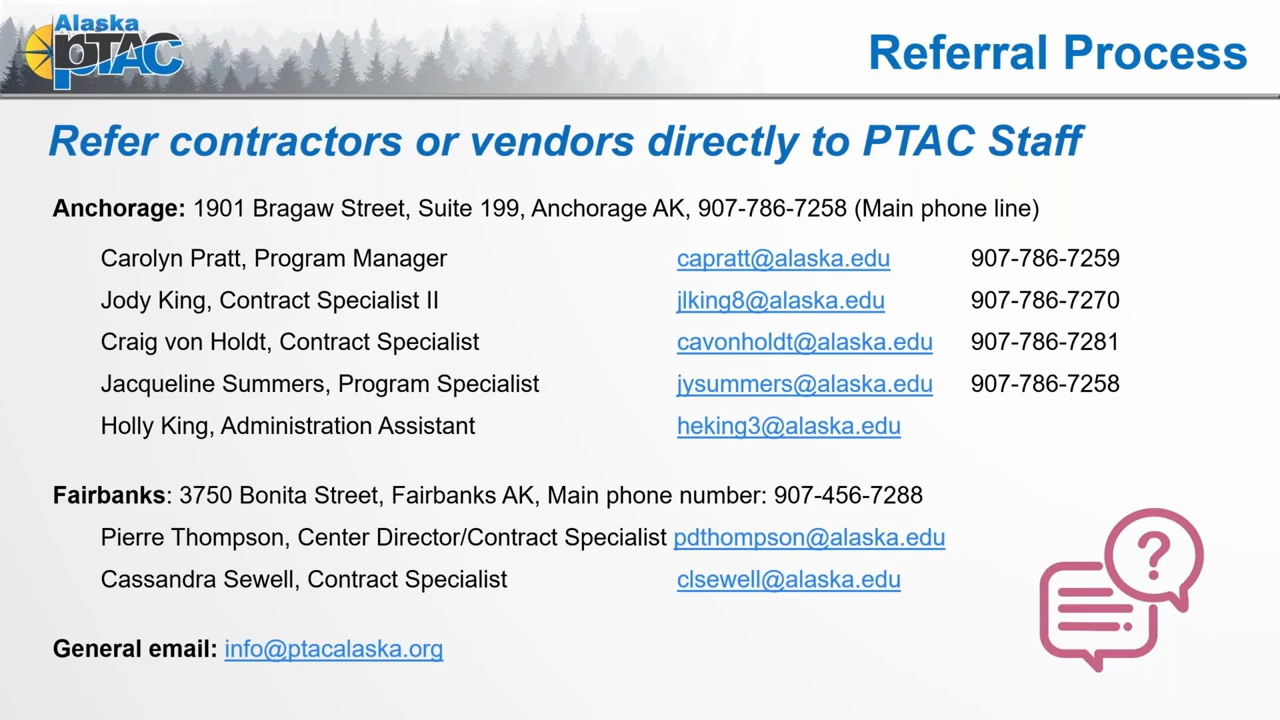 Alaska
pTAC
Referral Process
Refer contractors or vendors directly to PTAC Staff
Anchorage: 1901 Bragaw Street, Suite 199, Anchorage AK, 907-786-7258 (Main phone line)
Carolyn Pratt, Program Manager capratt@alaska.edu 907-786-7259
Jody King, Contract Specialist II jlking8@alaska.edu 907-786-7270
Craig von Holdt, Contract Specialist cavonholdt@alaska.edu 907-786-7281
Jacqueline Summers, Program Specialist jysummers@alaska.edu 907-786-7258
Holly King, Administration Assistant heking3@alaska.edu
Fairbanks: 3750 Bonita Street, Fairbanks AK, Main phone number: 907-456-7288
Pierre Thompson, Center Director/Contract Specialist pdthompson@alaska.edu
Cassandra Sewell, Contract Specialist clsewell@alaska.edu
?
General email: info@ptacalaska.org